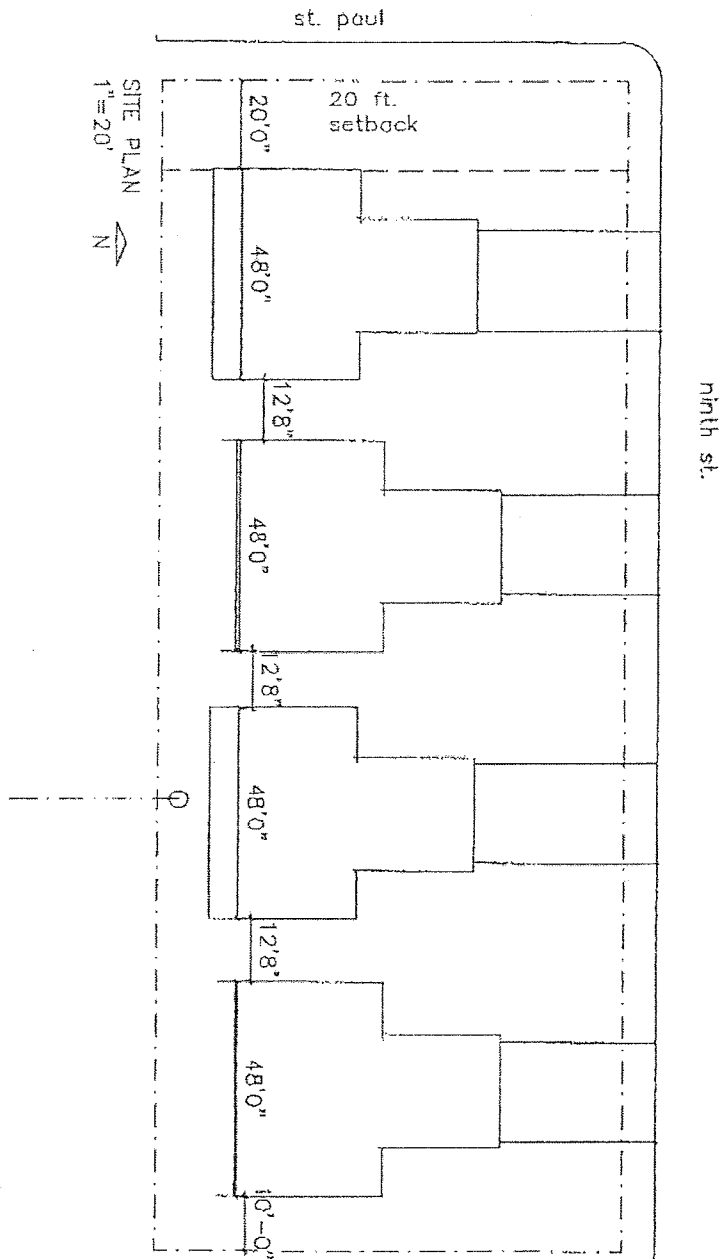 st. paul
20 ft.
setback
ninth st.
SITE PLAN
1"=20'
N
20'0"
48'0"
12'8"
48'0"
12'8"
48'0"
12'8"
48'0"
10'-0"